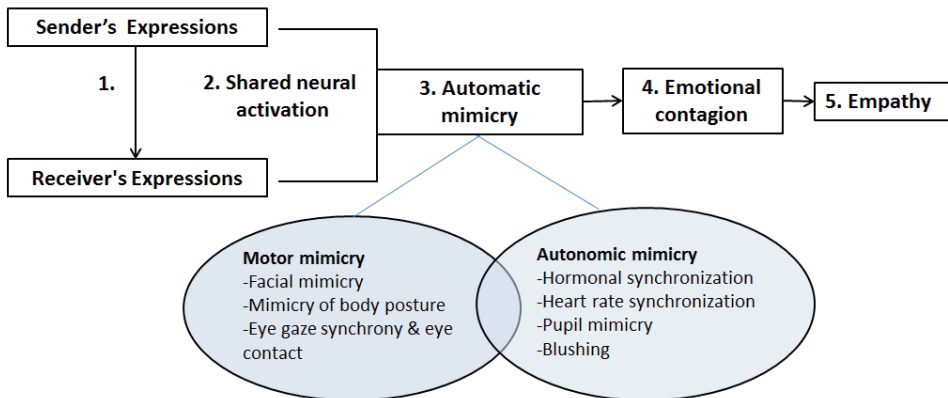 Sender’s Expressions
1.
2. Shared neural
activation
3. Automatic
mimicry
4. Emotional
contagion
5. Empathy
Receiver's Expressions
Motor mimicry
-Facial mimicry
-Mimicry of body posture
-Eye gaze synchrony & eye
contact
Autonomic mimicry
-Hormonal synchronization
-Heart rate synchronization
-Pupil mimicry
-Blushing